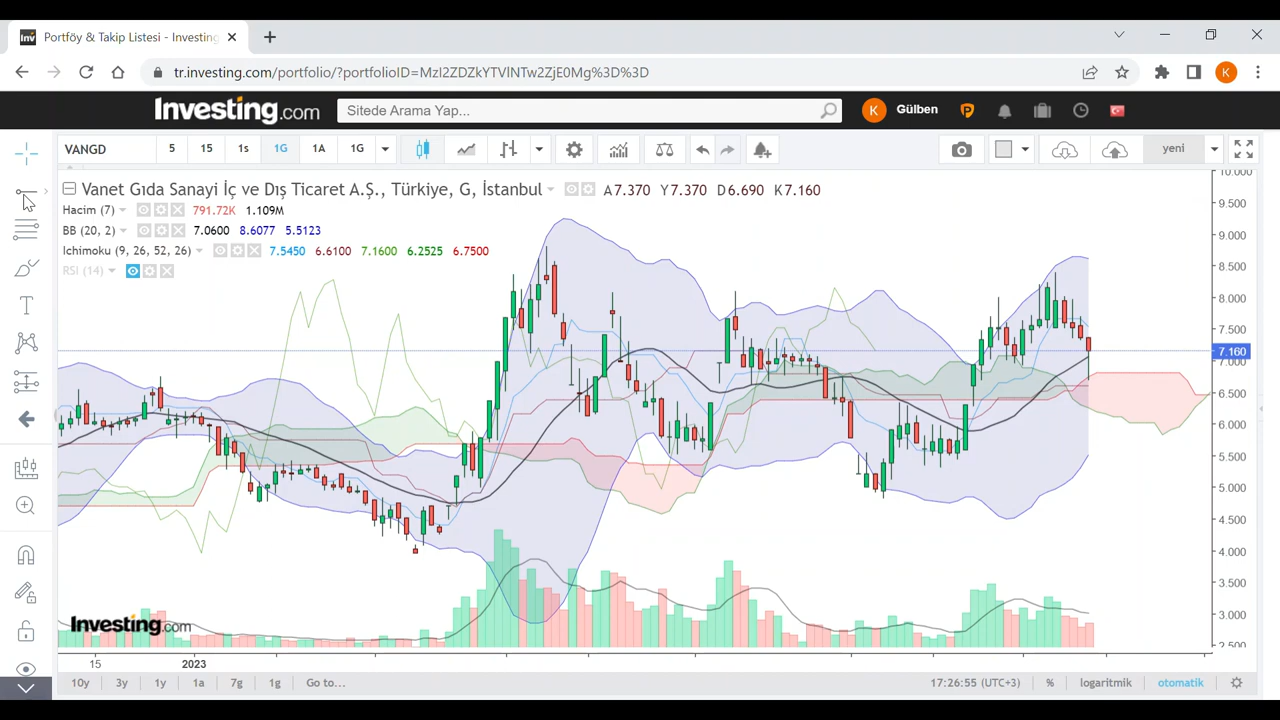 Portföy & Takip Listesi - Investing
tr.investing.com/portfolio/?portfolioID=MzI2ZDZkYTVlNTw2ZjE0Mg%3D%3D
K
Investing.com
Sitede Arama Yap...
K Gülben
P
VANGD 5 15 1s 1G 1A 1G yeni
Vanet Gıda Sanayi İç ve Dış Ticaret A.Ş., Türkiye, G, İstanbul A7.370 Y7.370 D6.690 K7.160
Hacim (7) 791.72K 1.109M
BB (20, 2) 7.0600 8.6077 5.5123
Ichimoku (9, 26, 52, 26) 7.5450 6.6100 7.1600 6.2525 6.7500
RSI (14)
10.000
9.500
9.000
8.500
8.000
7.500
7.160
7.000
6.500
6.000
5.500
5.000
4.500
4.000
3.500
3.000
2.500
Investing.com
15 2023
10y 3y 1y 1a 7g 1g Go to... 17:26:55 (UTC+3) % logaritmik otomatik